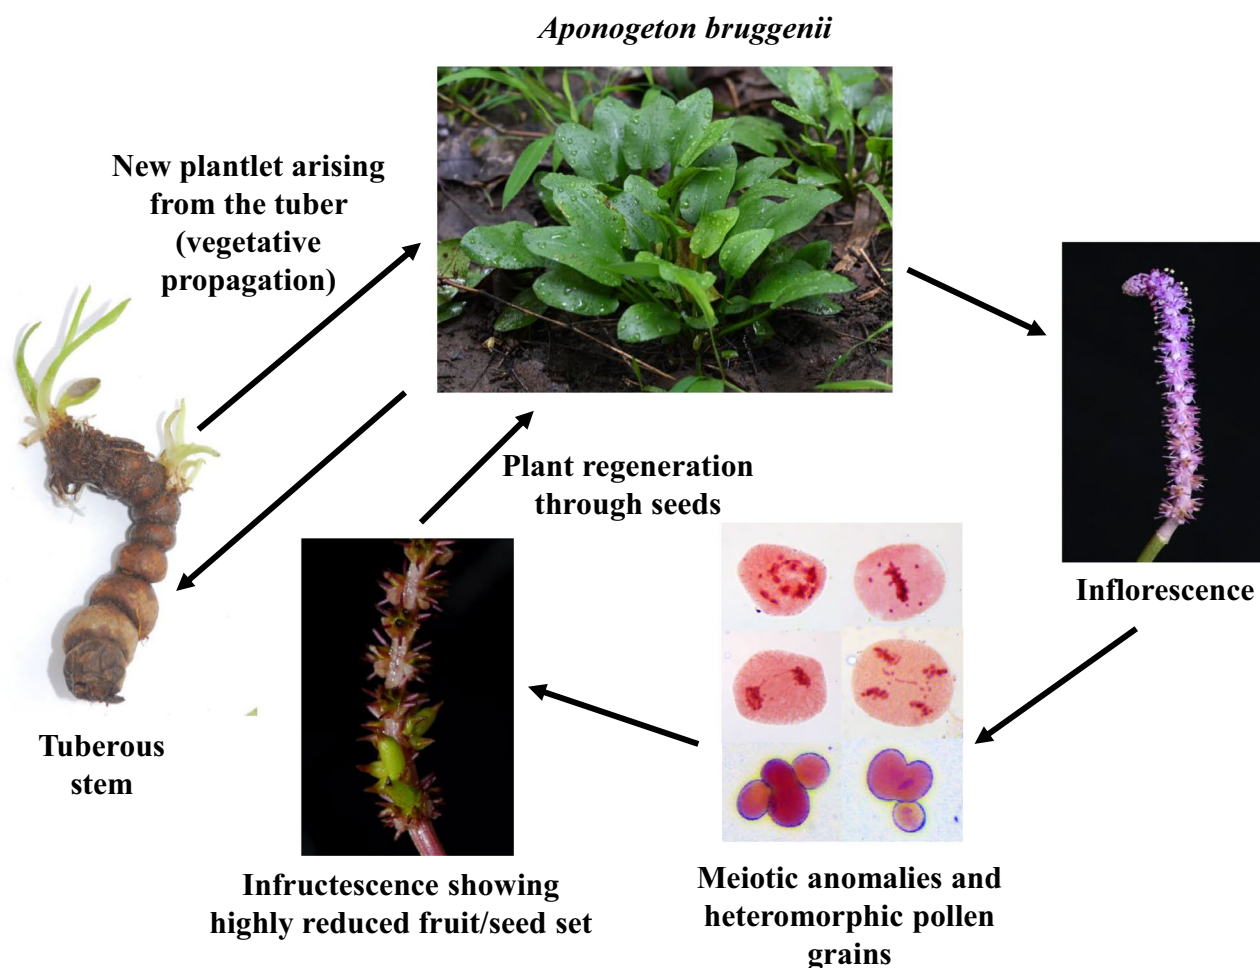 Aponogeton bruggenii
New plantlet arising
from the tuber
(vegetative
propagation)
Plant regeneration
through seeds
Inflorescence
Tuberous
stem
Infructescence showing
highly reduced fruit/seed set
Meiotic anomalies and
heteromorphic pollen
grains